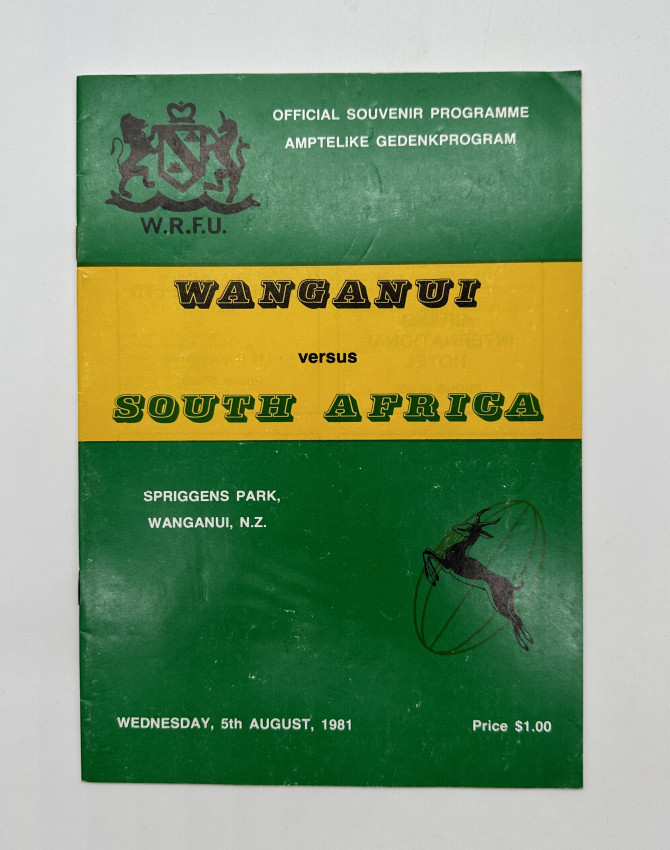 OFFICIAL SOUVENIR PROGRAMME
AMPTELIKE GEDENKPROGRAM
W.R.F.U.
WANGANUI
versus
SOUTH AFRICA
SPRIGGENS PARK,
WANGANUI, N.Z.
WEDNESDAY, 5th AUGUST, 1981
Price $1.00